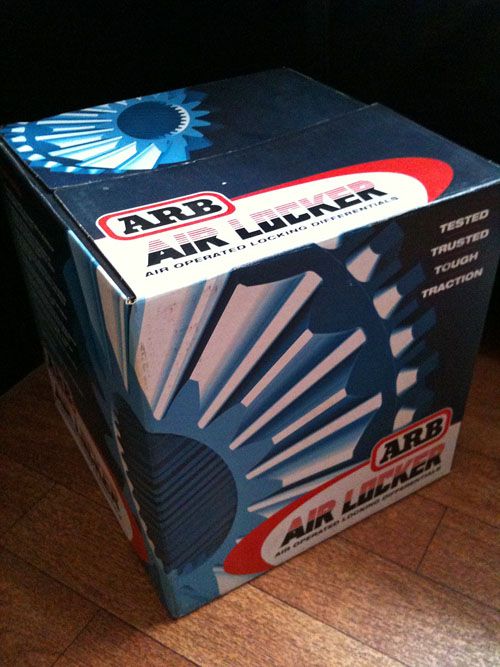 ARB
AIR LOCKER
AIR OPERATED LOCKING DIFFERENTIALS
TESTED
TRUSTED
TOUGH
TRACTION
ARB
AIR LOCKER
AIR OPERATED LOCKING DIFFERENTIALS